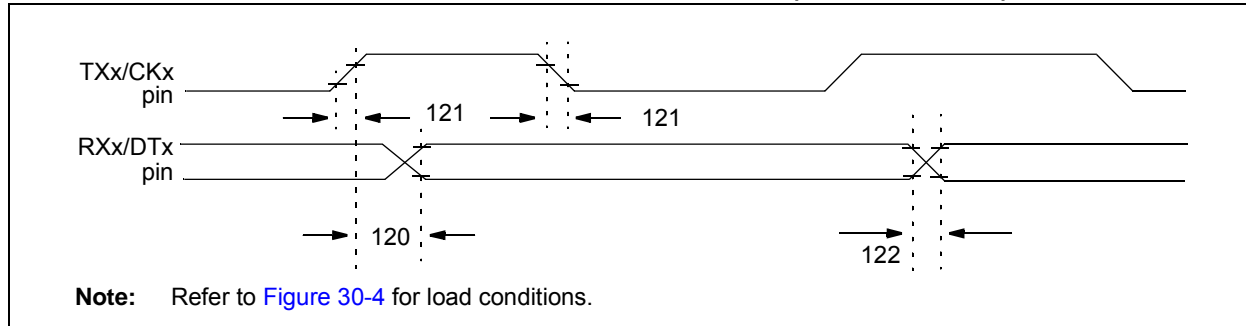 TXx/CKx
pin
121
121
RXx/DTx
pin
120
122
Note: Refer to Figure 30-4 for load conditions.